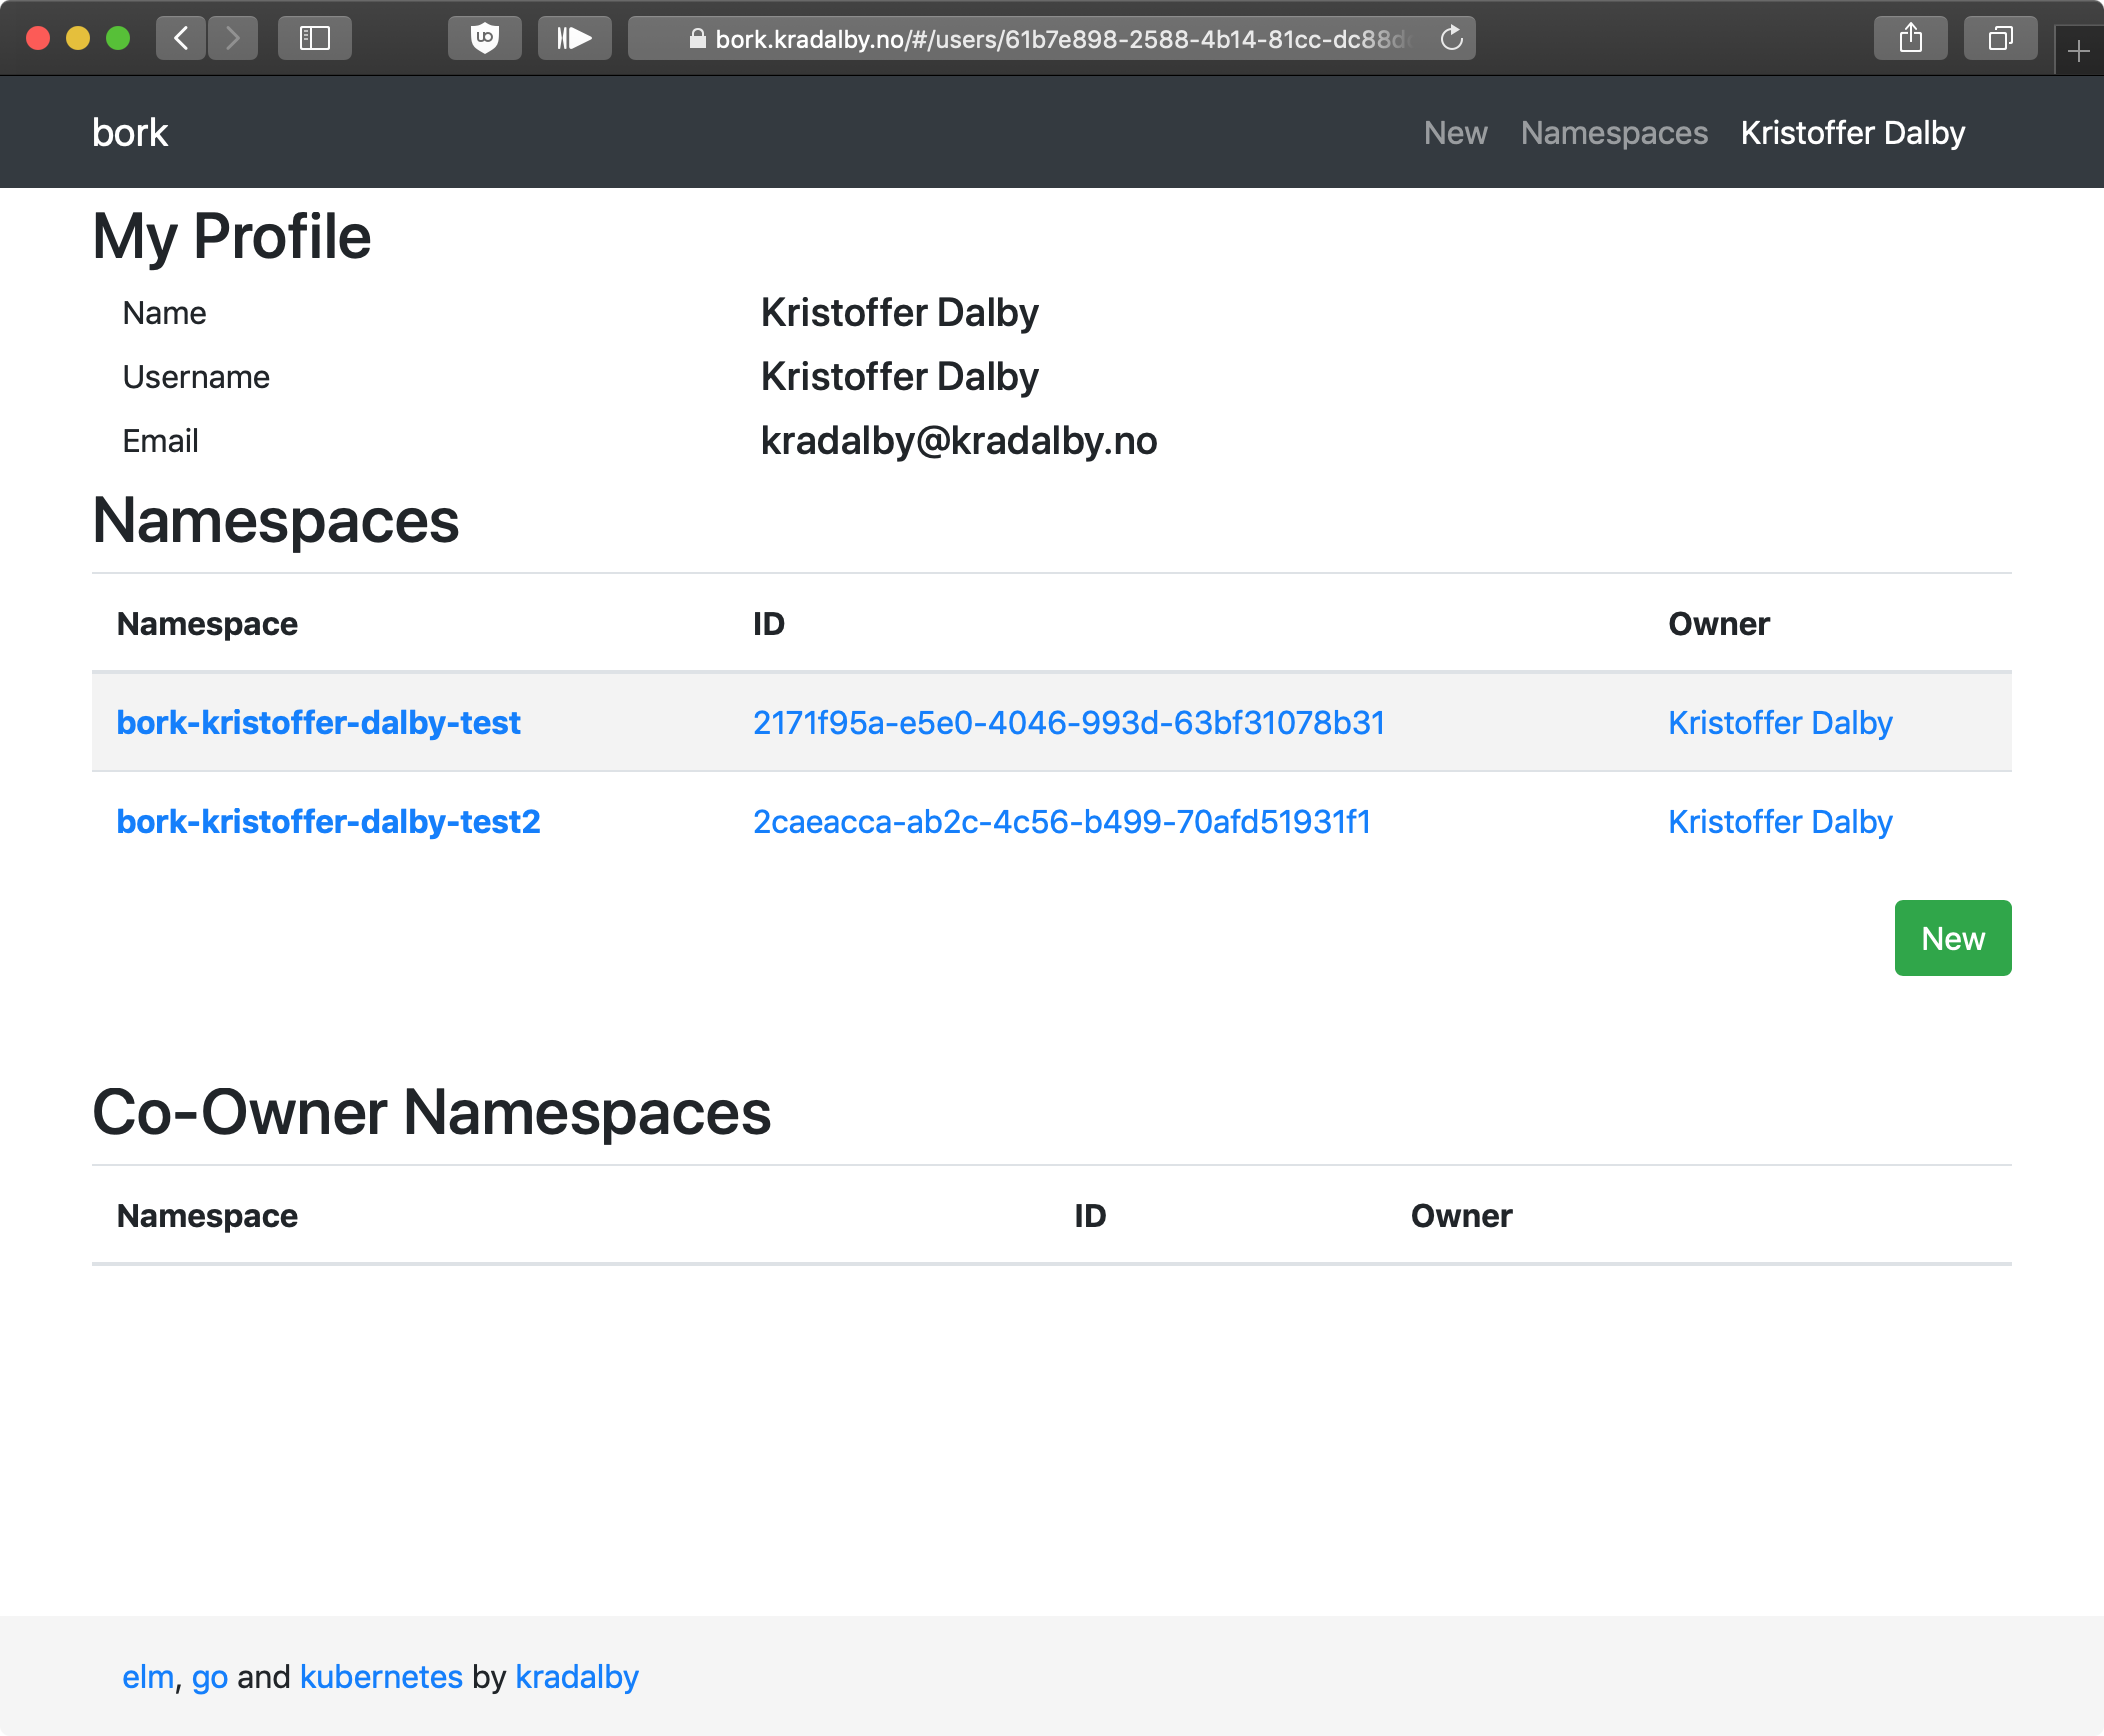 bork.kradalby.no/#/users/61b7e898-2588-4b14-81cc-dc88d
bork New Namespaces Kristoffer Dalby
My Profile
Name Kristoffer Dalby
Username Kristoffer Dalby
Email kradalby@kradalby.no
Namespaces
Namespace ID Owner
bork-kristoffer-dalby-test 2171f95a-e5e0-4046-993d-63bf31078b31 Kristoffer Dalby
bork-kristoffer-dalby-test2 2caeacca-ab2c-4c56-b499-70afd51931f1 Kristoffer Dalby
New
Co-Owner Namespaces
Namespace ID Owner
elm, go and kubernetes by kradalby